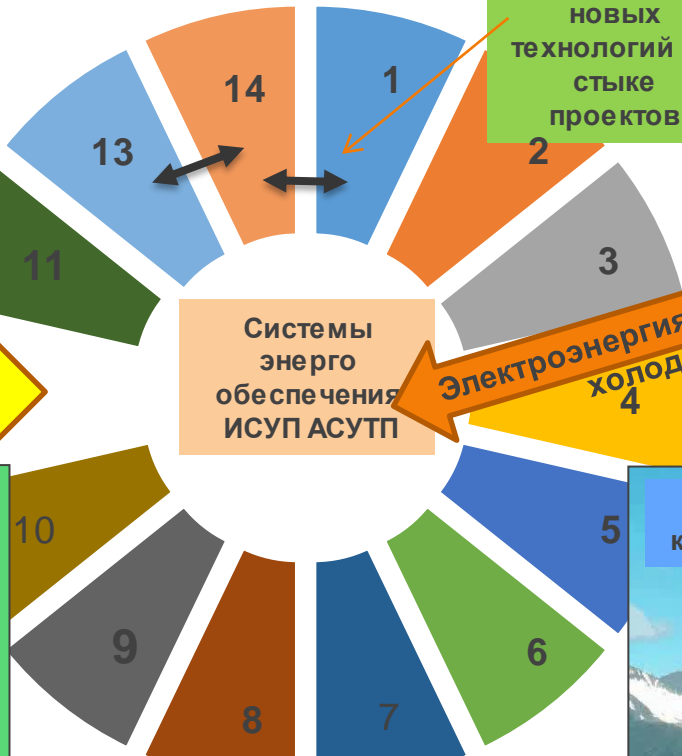 новых
технологий
стыке
проектов
14
1
13
2
11
3
Системы
энерго
обеспечения
ИСУП АСУТП
Электроэнергия
холод
4
10
5
9
6
8
7